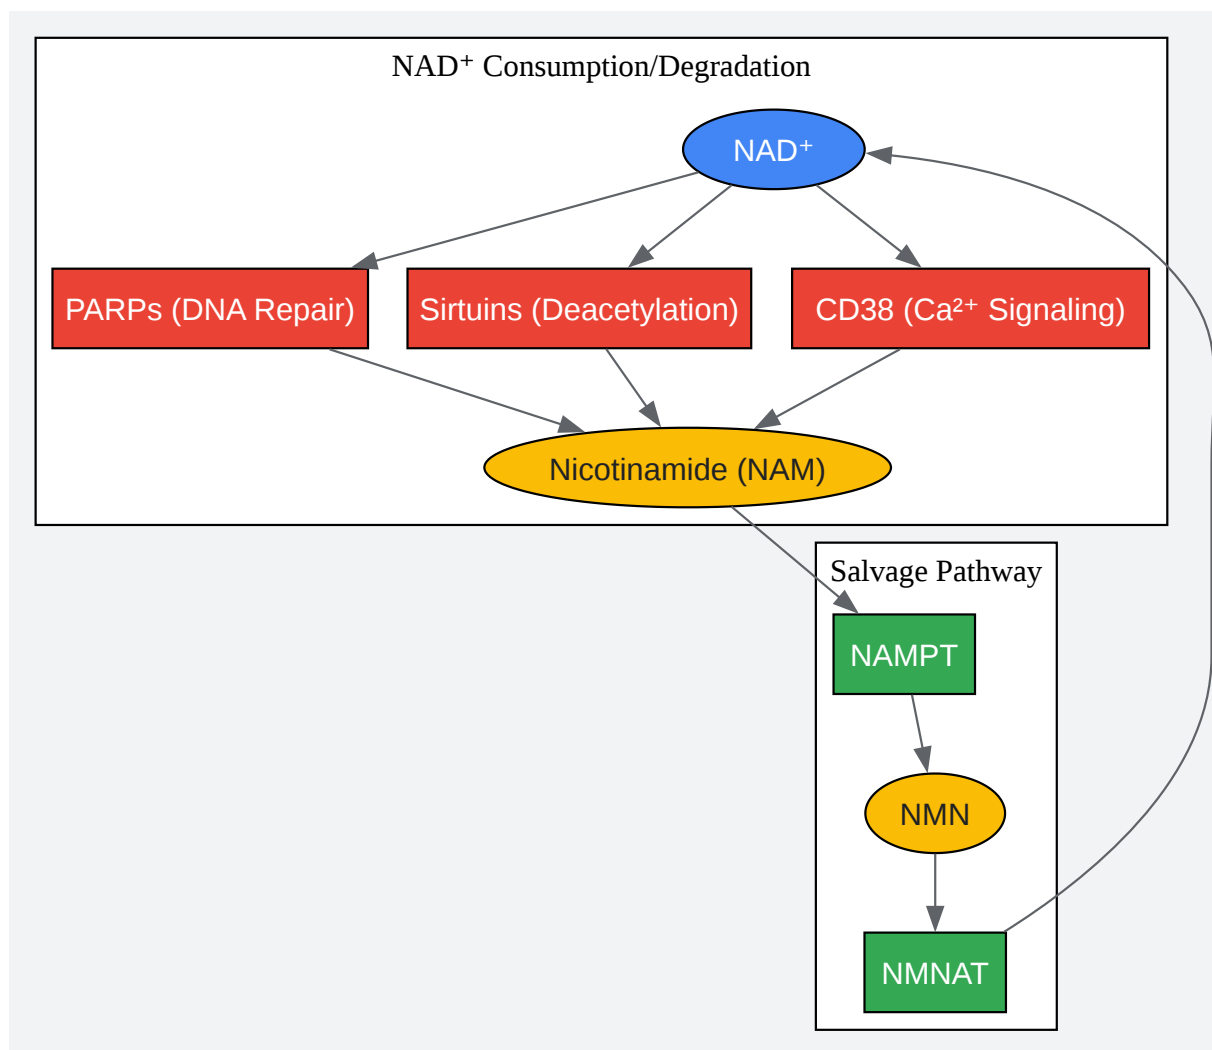 NAD⁺ Consumption/Degradation
NAD⁺
PARPs (DNA Repair)
Sirtuins (Deacetylation)
CD38 (Ca²⁺ Signaling)
Nicotinamide (NAM)
Salvage Pathway
NAMPT
NMN
NMNAT